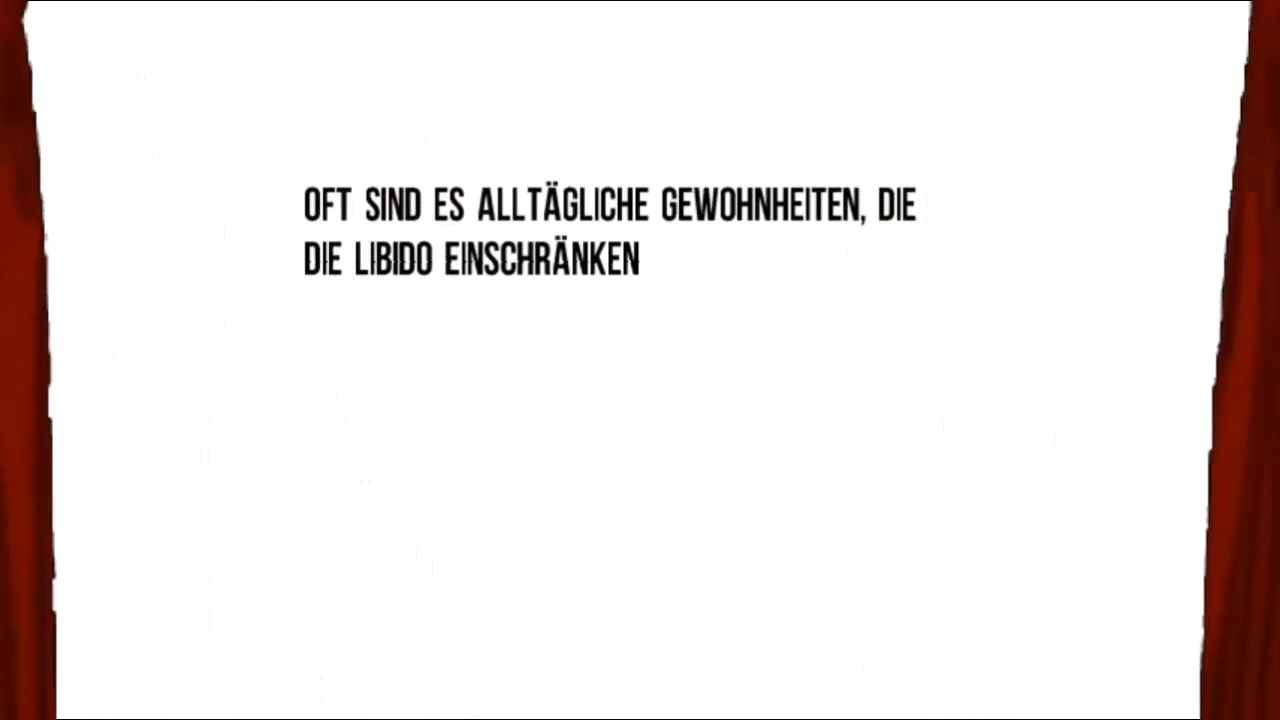 OFT SIND ES ALLTÄGLICHE GEWOHNHEITEN, DIE
DIE LIBIDO EINSCHRÄNKEN